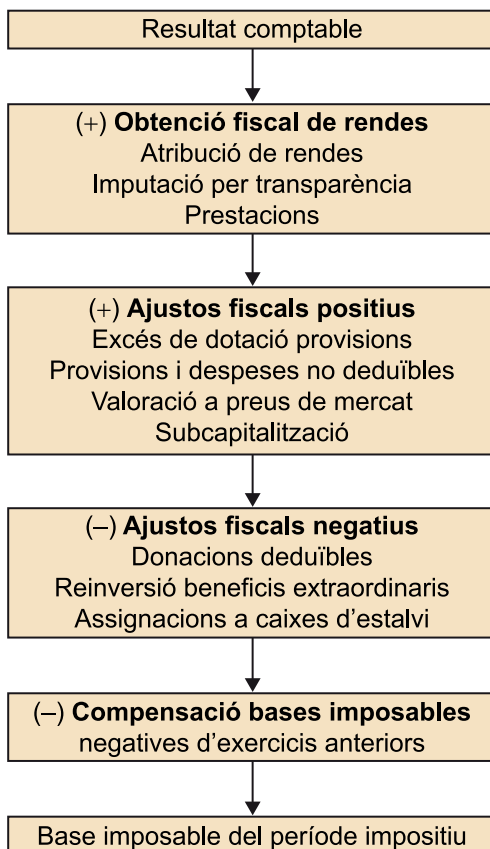 Resultat comptable
(+) Obtenció fiscal de rendes
Atribució de rendes
Imputació per transparència
Prestacions
(+) Ajustos fiscals positius
Excés de dotació provisions
Provisions i despeses no deduïbles
Valoració a preus de mercat
Subcapitalització
(–) Ajustos fiscals negatius
Donacions deduïbles
Reinversió beneficis extraordinaris
Assignacions a caixes d’estalvi
(–) Compensació bases imposables
negatives d’exercicis anteriors
Base imposable del període impositiu